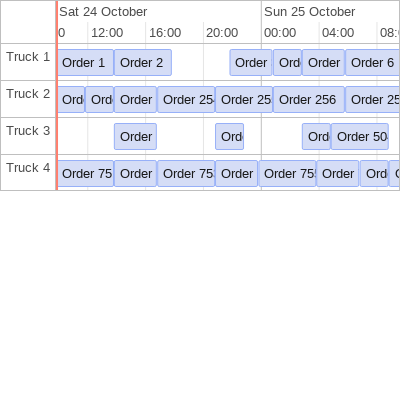 Sat 24 October Sun 25 October
0 12:00 16:00 20:00 00:00 04:00 08:
Truck 1 Order 1 Order 2 Order Ord Order Order 6
Truck 2 Ord Ord Order Order 25 Order 25 Order 256 Order 25
Truck 3 Order Ord Ord Order 50
Truck 4 Order 75 Order Order 75 Order Order 75 Order Ord